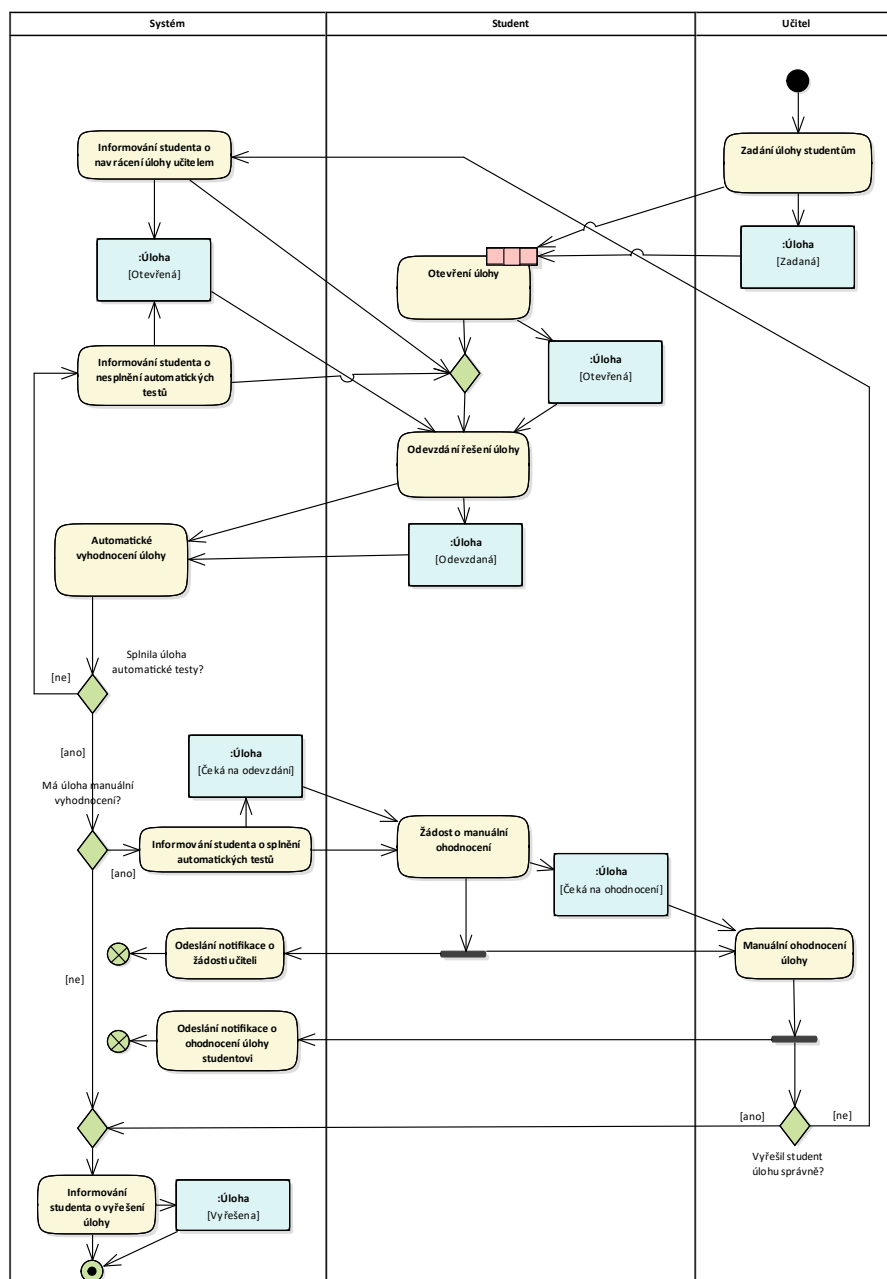 Systém
Student
Učitel
Informování studenta o
navrácení úlohy učitelem
Zadání úlohy studentům
:Úloha
[Otevřená]
:Úloha
[Zadaná]
Otevření úlohy
Informování studenta o
nesplnění automatických
testů
:Úloha
[Otevřená]
Odevzdání řešení úlohy
Automatické
vyhodnocení úlohy
:Úloha
[Odevzdaná]
Splnila úloha
automatické testy?
[ne]
[ano]
:Úloha
[Čeká na odevzdání]
Má úloha manuální
vyhodnocení?
Informování studenta o splnění
automatických testů
[ano]
Žádost o manuální
ohodnocení
:Úloha
[Čeká na ohodnocení]
Odeslání notifikace o
žádosti učiteli
Manuální ohodnocení
úlohy
[ne]
Odeslání notifikace o
ohodnocení úlohy
studentovi
[ano]
[ne]
Vyřešil student
úlohu správně?
Informování
studenta o vyřešení
úlohy
:Úloha
[Vyřešena]